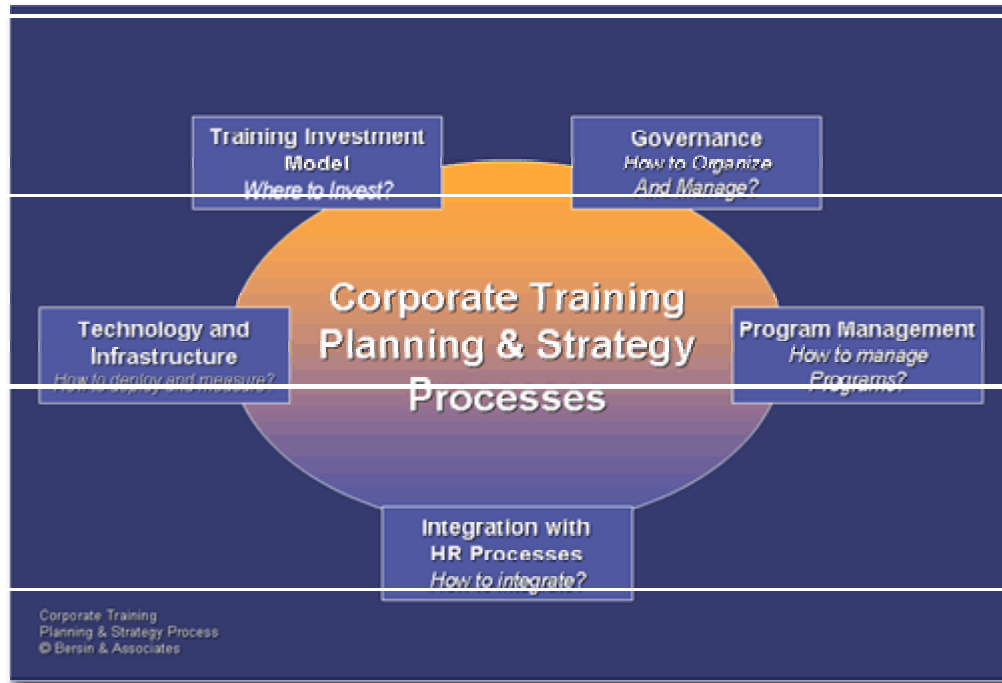 Training Investment
Model
Where to Invest?
Governance
How to Organize
And Manage?
Corporate Training
Planning & Strategy
Processes
Technology and
Infrastructure
How to deploy and measure?
Program Management
How to manage
Programs?
Integration with
HR Processes
How to integrate?
Corporate Training
Planning & Strategy Process
© Bersin & Associates